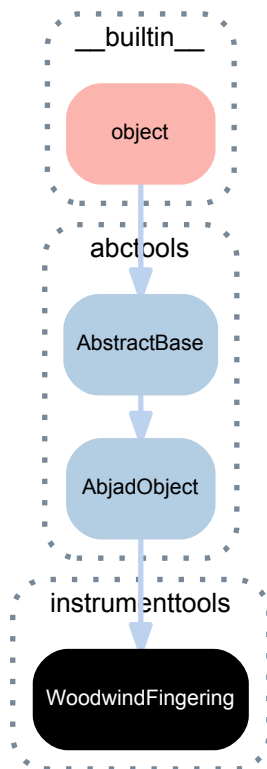 __builtin__
object
abctools
AbstractBase
AbjadObject
instrumenttools
WoodwindFingering